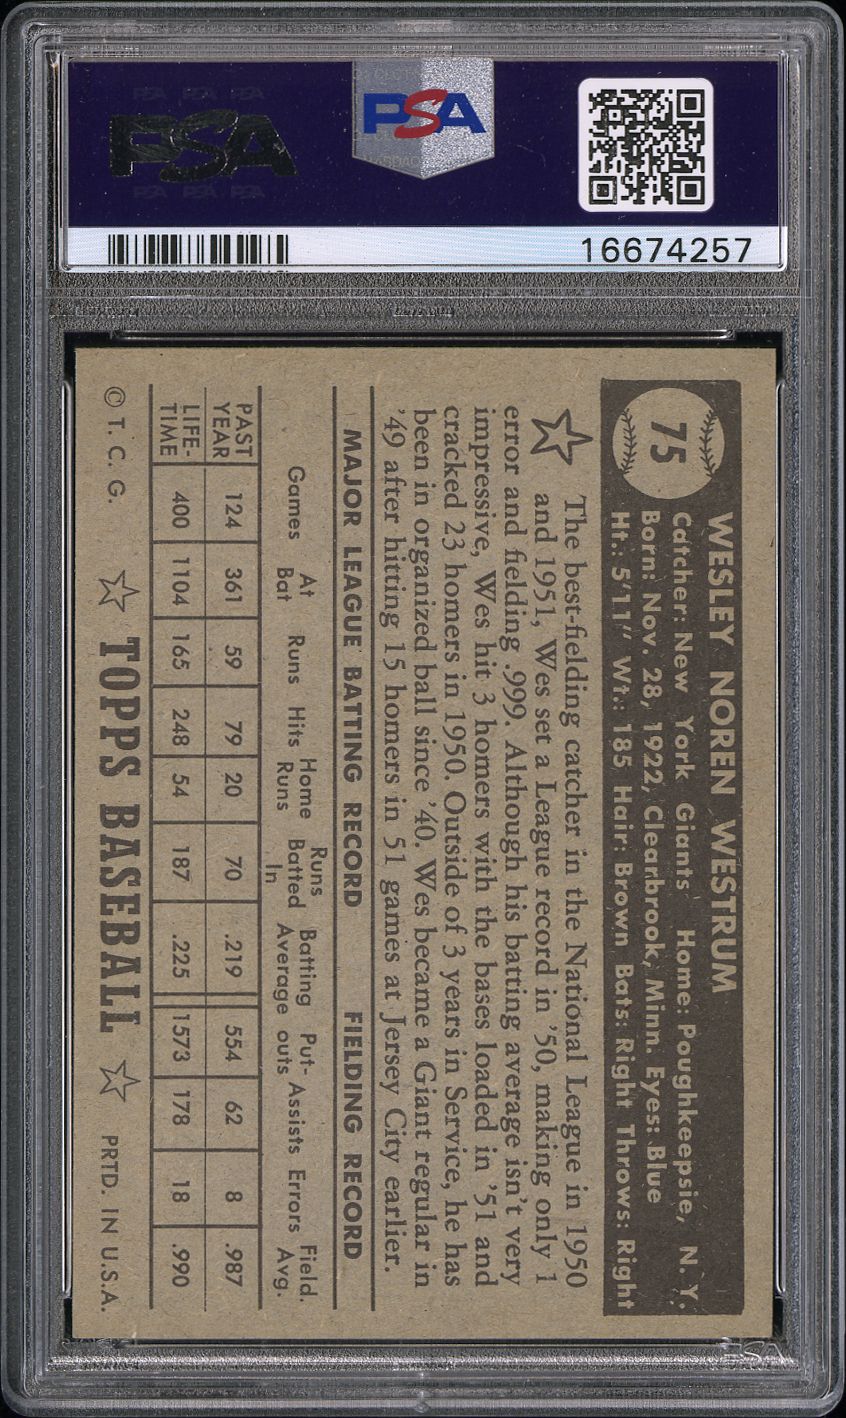 PSA
PSA
16674257
75
WESLEY NOREN WESTRUM
Catcher: New York Giants Home: Poughkeepsie, N. Y.
Born: Nov. 28, 1922, Clearbrook, Minn. Eyes: Blue
Ht.: 5'11" Wt.: 185 Hair: Brown Bats: Right Throws: Right
The best-fielding catcher in the National League in 1950
and 1951, Wes set a League record in '50, making only 1
error and fielding .999. Although his batting average isn't very
impressive, Wes hit 3 homers with the bases loaded in '51 and
cracked 23 homers in 1950. Outside of 3 years in Service, he has
been in organized ball since '40. Wes became a Giant regular in
'49 after hitting 15 homers in 51 games at Jersey City earlier.
MAJOR LEAGUE BATTING RECORD FIELDING RECORD
Games At Bat Runs Hits Home Runs Runs Batted In Batting Average Put-outs Assists Errors Field. Avg.
PAST YEAR 124 361 59 79 20 70 .219 554 62 8 .987
LIFE-TIME 400 1104 165 248 54 187 .225 1573 178 18 .990
© T. C. G. TOPPS BASEBALL PRTD. IN U.S.A.
PSA